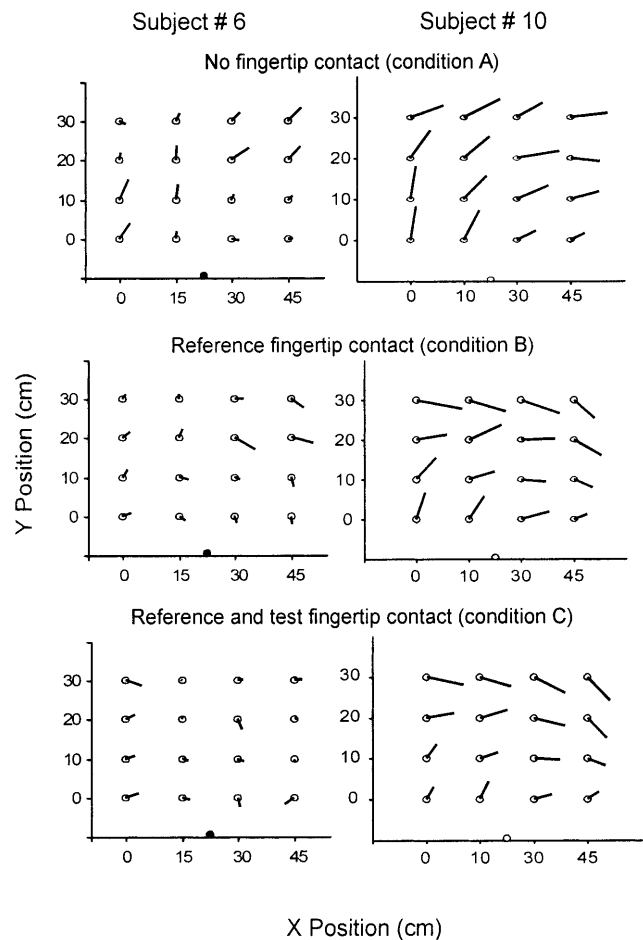 Subject # 6 Subject # 10
No fingertip contact (condition A)
30 30
20 20
10 10
0 0
0 15 30 45 0 10 30 45
Reference fingertip contact (condition B)
30 30
20 20
10 10
0 0
0 15 30 45 0 10 30 45
Reference and test fingertip contact (condition C)
30 30
20 20
10 10
0 0
0 15 30 45 0 10 30 45
Y Position (cm)
X Position (cm)